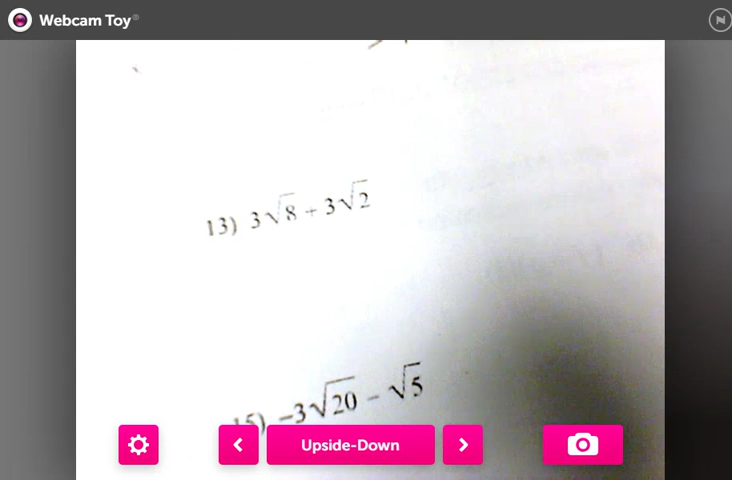 Webcam Toy®
13) 3√8 + 3√2
15) −3√20 − √5
Upside-Down